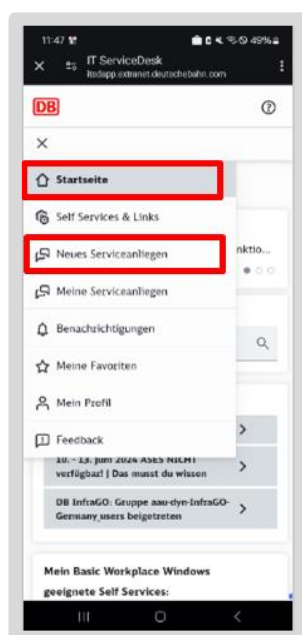 11:47
49%
IT ServiceDesk
itsdapp.extranet.deutschebahn.com
DB
Startseite
Self Services & Links
Neues Serviceanliegen
nktio...
Meine Serviceanliegen
Benachrichtigungen
Meine Favoriten
Mein Profil
Feedback
10. - 13. Juni 2024 ASES NICHT
verfügbar! | Das musst du wissen
DB InfraGO: Gruppe aau-dyn-InfraGO-
Germany_users beigetreten
Mein Basic Workplace Windows
geeignete Self Services: